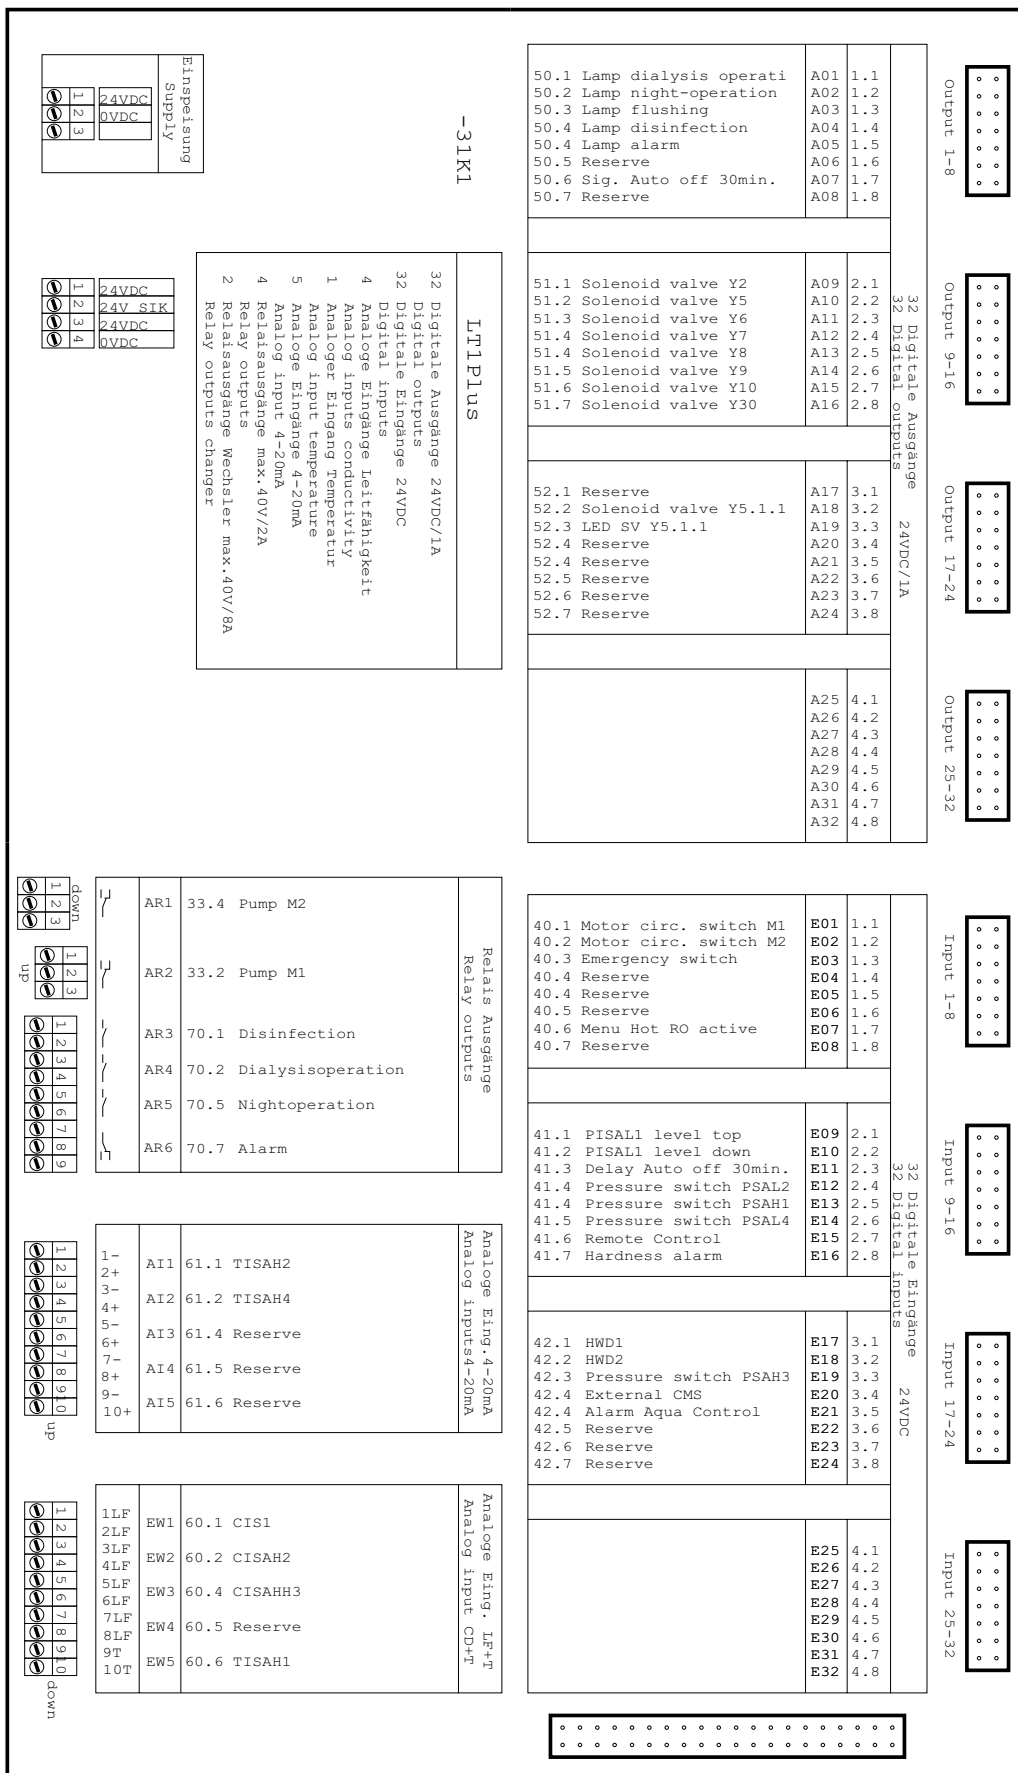 Einspeisung
Supply
1 24VDC
2 0VDC
3
-31K1
1 24VDC
2 24V SIK
3 24VDC
4 0VDC
LT1Plus
32 Digitale Ausgänge 24VDC/1A
Digital outputs
32 Digitale Eingänge 24VDC
Digital inputs
4 Analoge Eingänge Leitfähigkeit
Analog inputs conductivity
1 Analoger Eingang Temperatur
Analog input temperature
5 Analoge Eingänge 4-20mA
Analog input 4-20mA
4 Relaisausgänge max.40V/2A
Relay outputs
2 Relaisausgänge Wechsler max.40V/8A
Relay outputs changer
50.1 Lamp dialysis operati A01 1.1
50.2 Lamp night-operation A02 1.2
50.3 Lamp flushing A03 1.3
50.4 Lamp disinfection A04 1.4
50.4 Lamp alarm A05 1.5
50.5 Reserve A06 1.6
50.6 Sig. Auto off 30min. A07 1.7
50.7 Reserve A08 1.8
Output 1-8
51.1 Solenoid valve Y2 A09 2.1
51.2 Solenoid valve Y5 A10 2.2
51.3 Solenoid valve Y6 A11 2.3
51.4 Solenoid valve Y7 A12 2.4
51.4 Solenoid valve Y8 A13 2.5
51.5 Solenoid valve Y9 A14 2.6
51.6 Solenoid valve Y10 A15 2.7
51.7 Solenoid valve Y30 A16 2.8
Output 9-16
32 Digitale Ausgänge 24VDC/1A
32 Digital outputs
52.1 Reserve A17 3.1
52.2 Solenoid valve Y5.1.1 A18 3.2
52.3 LED SV Y5.1.1 A19 3.3
52.4 Reserve A20 3.4
52.4 Reserve A21 3.5
52.5 Reserve A22 3.6
52.6 Reserve A23 3.7
52.7 Reserve A24 3.8
Output 17-24
A25 4.1
A26 4.2
A27 4.3
A28 4.4
A29 4.5
A30 4.6
A31 4.7
A32 4.8
Output 25-32
down
1
2
3
up
1
2
3
1
2
3
4
5
6
7
8
9
AR1 33.4 Pump M2
AR2 33.2 Pump M1
AR3 70.1 Disinfection
AR4 70.2 Dialysisoperation
AR5 70.5 Nightoperation
AR6 70.7 Alarm
Relais Ausgänge
Relay outputs
1
2
3
4
5
6
7
8
9
10
up
1-
2+
AI1 61.1 TISAH2
3-
4+
AI2 61.2 TISAH4
5-
6+
AI3 61.4 Reserve
7-
8+
AI4 61.5 Reserve
9-
10+
AI5 61.6 Reserve
Analoge Eing.4-20mA
Analog inputs4-20mA
1
2
3
4
5
6
7
8
9
10
down
1LF
2LF
EW1 60.1 CIS1
3LF
4LF
EW2 60.2 CISAH2
5LF
6LF
EW3 60.4 CISAHH3
7LF
8LF
EW4 60.5 Reserve
9T
10T
EW5 60.6 TISAH1
Analoge Eing. LF+T
Analog input CD+T
40.1 Motor circ. switch M1 E01 1.1
40.2 Motor circ. switch M2 E02 1.2
40.3 Emergency switch E03 1.3
40.4 Reserve E04 1.4
40.4 Reserve E05 1.5
40.5 Reserve E06 1.6
40.6 Menu Hot RO active E07 1.7
40.7 Reserve E08 1.8
Input 1-8
41.1 PISAL1 level top E09 2.1
41.2 PISAL1 level down E10 2.2
41.3 Delay Auto off 30min. E11 2.3
41.4 Pressure switch PSAL2 E12 2.4
41.4 Pressure switch PSAH1 E13 2.5
41.5 Pressure switch PSAL4 E14 2.6
41.6 Remote Control E15 2.7
41.7 Hardness alarm E16 2.8
Input 9-16
32 Digitale Eingänge 24VDC
32 Digital inputs
42.1 HWD1 E17 3.1
42.2 HWD2 E18 3.2
42.3 Pressure switch PSAH3 E19 3.3
42.4 External CMS E20 3.4
42.4 Alarm Aqua Control E21 3.5
42.5 Reserve E22 3.6
42.6 Reserve E23 3.7
42.7 Reserve E24 3.8
Input 17-24
E25 4.1
E26 4.2
E27 4.3
E28 4.4
E29 4.5
E30 4.6
E31 4.7
E32 4.8
Input 25-32